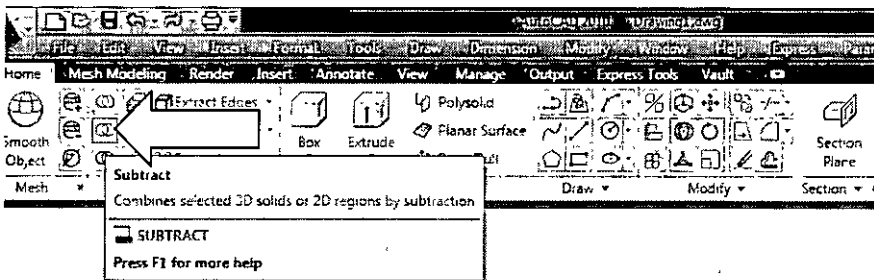 AutoCAD 2010 Drawing1.dwg
File Edit View Insert Format Tools Draw Dimension Modify Window Help Express Param
Home Mesh Modeling Render Insert Annotate View Manage Output Express Tools Vault
Extract Edges
Polysolid
Planar Surface
Smooth Object
Box
Extrude
Section Plane
Mesh
Draw
Modify
Section
Subtract
Combines selected 3D solids or 2D regions by subtraction
SUBTRACT
Press F1 for more help